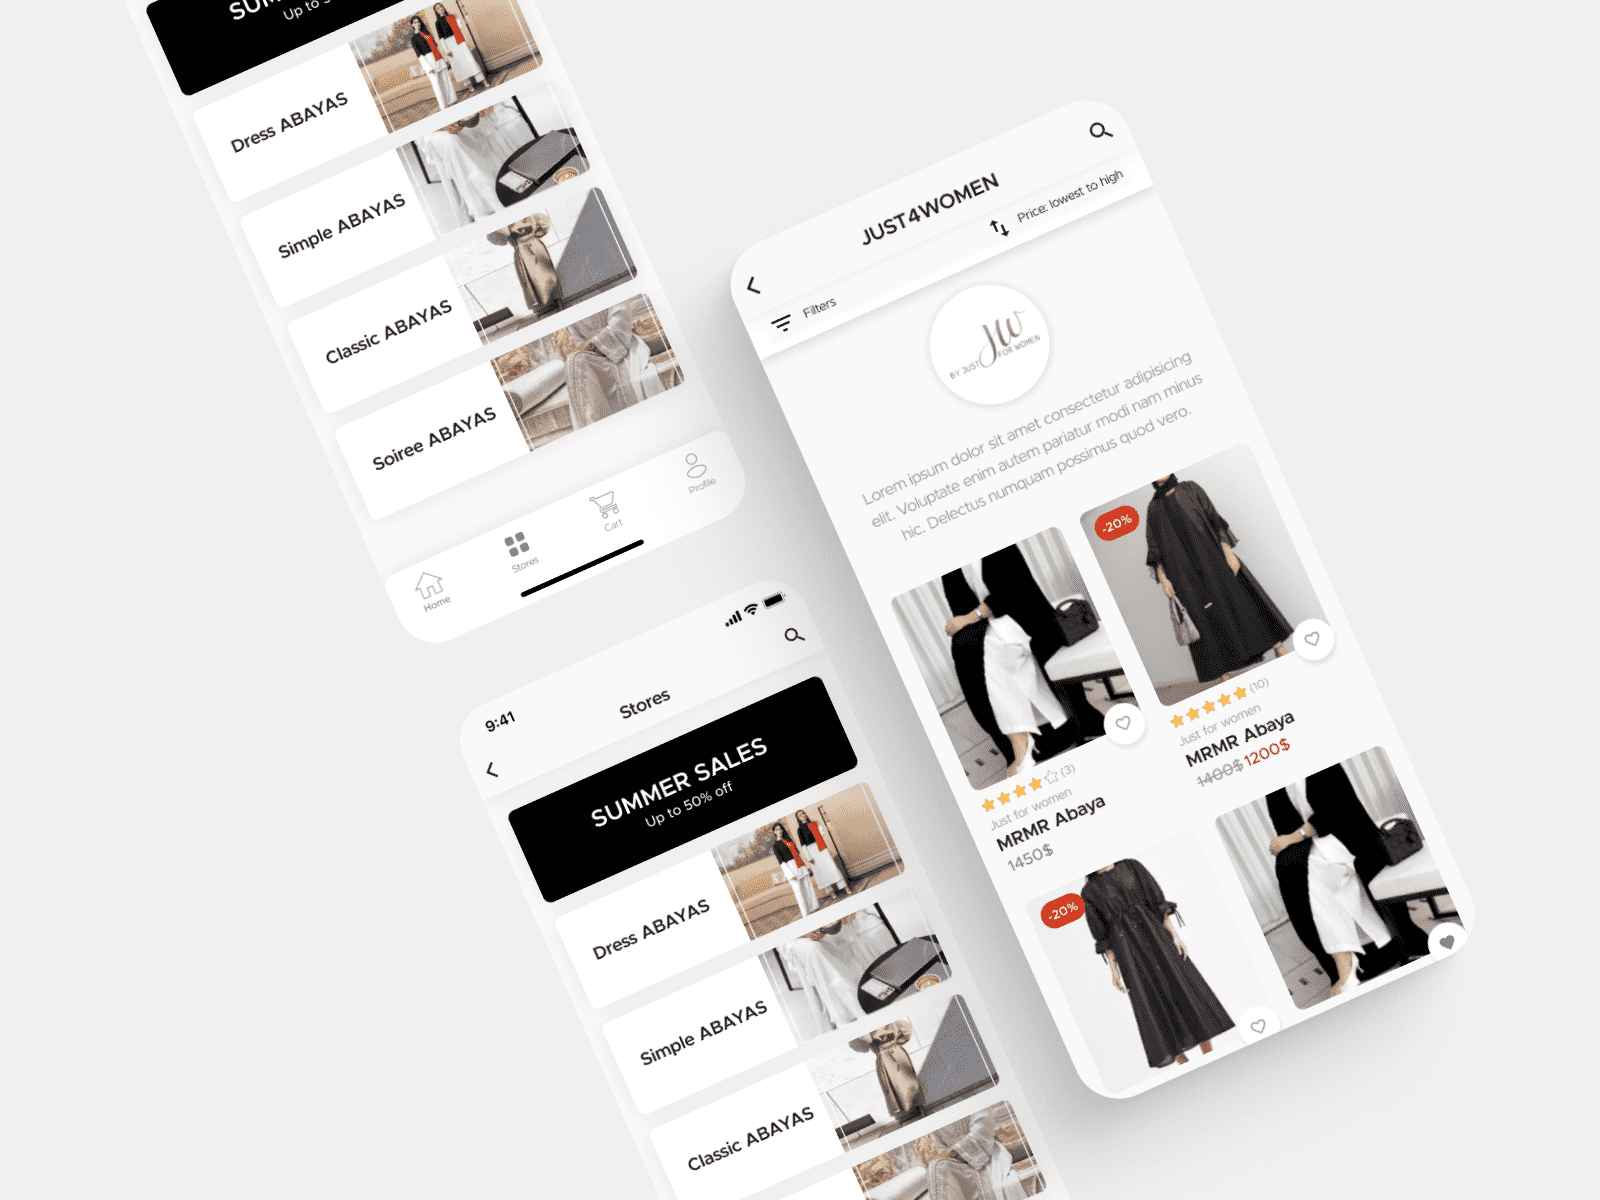 SUM
Up to 5
Dress ABAYAS
Simple ABAYAS
Classic ABAYAS
Soiree ABAYAS
Home
Stores
Cart
Profile
9:41
Stores
SUMMER SALES
Up to 50% off
Dress ABAYAS
Simple ABAYAS
Classic ABAYAS
JUST4WOMEN
Filters
Price: lowest to high
JW
BY JUST FOR WOMEN
Lorem ipsum dolor sit amet consectetur adipisicing
elit. Voluptate enim autem pariatur modi nam minus
hic. Delectus numquam possimus quod vero.
(3)
Just for women
MRMR Abaya
1450$
-20%
(10)
Just for women
MRMR Abaya
1400$ 1200$
-20%